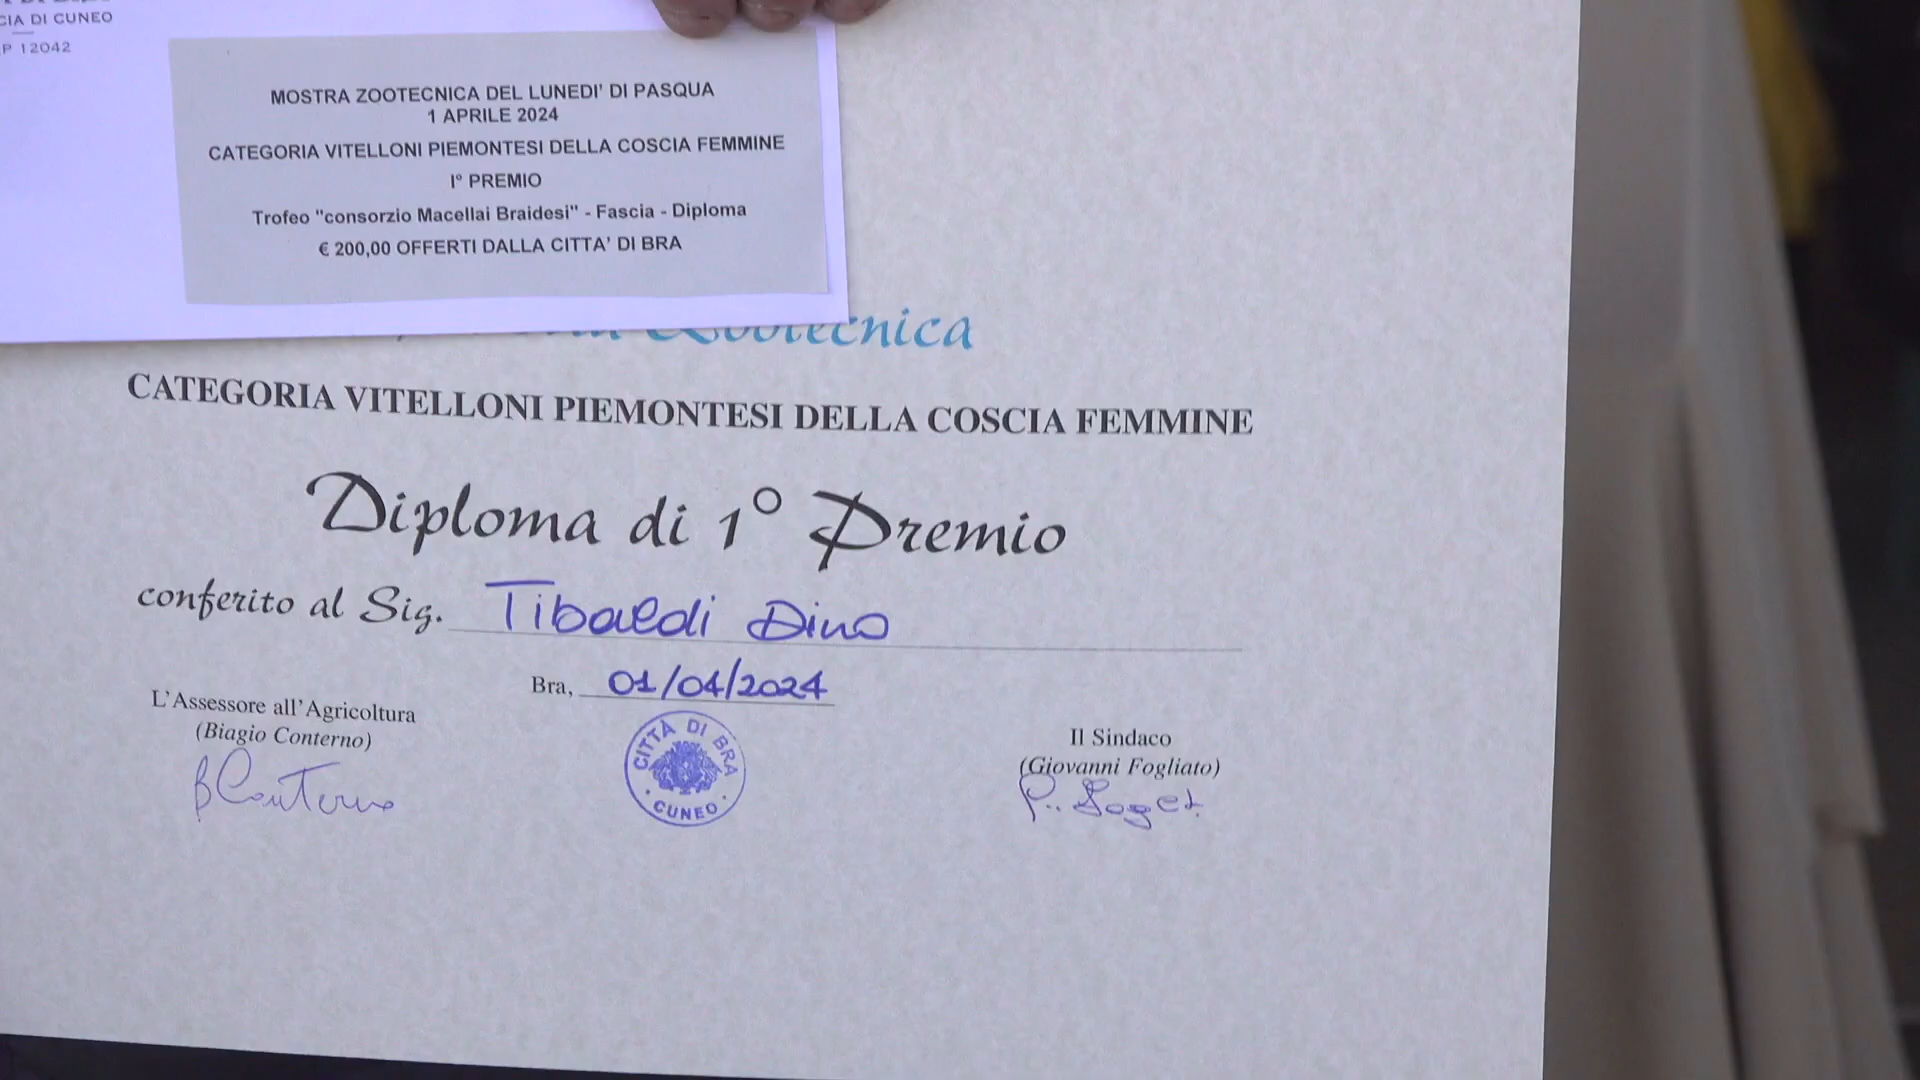 CIA DI CUNEO
P 12042
MOSTRA ZOOTECNICA DEL LUNEDI' DI PASQUA
1 APRILE 2024
CATEGORIA VITELLONI PIEMONTESI DELLA COSCIA FEMMINE
I° PREMIO
Trofeo "consorzio Macellai Braidesi" - Fascia - Diploma
€ 200,00 OFFERTI DALLA CITTA' DI BRA
Zootecnica
CATEGORIA VITELLONI PIEMONTESI DELLA COSCIA FEMMINE
Diploma di 1° Premio
conferito al Sig. Tibaldi Dino
Bra, 01/04/2024
L'Assessore all'Agricoltura
(Biagio Conterno)
B Conterno
CITTÀ DI BRA
CUNEO
Il Sindaco
(Giovanni Fogliato)